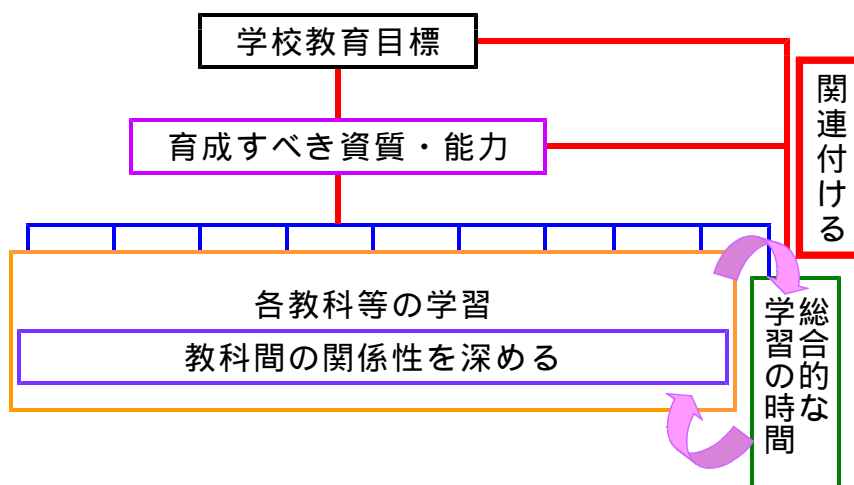 学校教育目標
関連付ける
育成すべき資質・能力
各教科等の学習
教科間の関係性を深める
総合的な
学習の時間